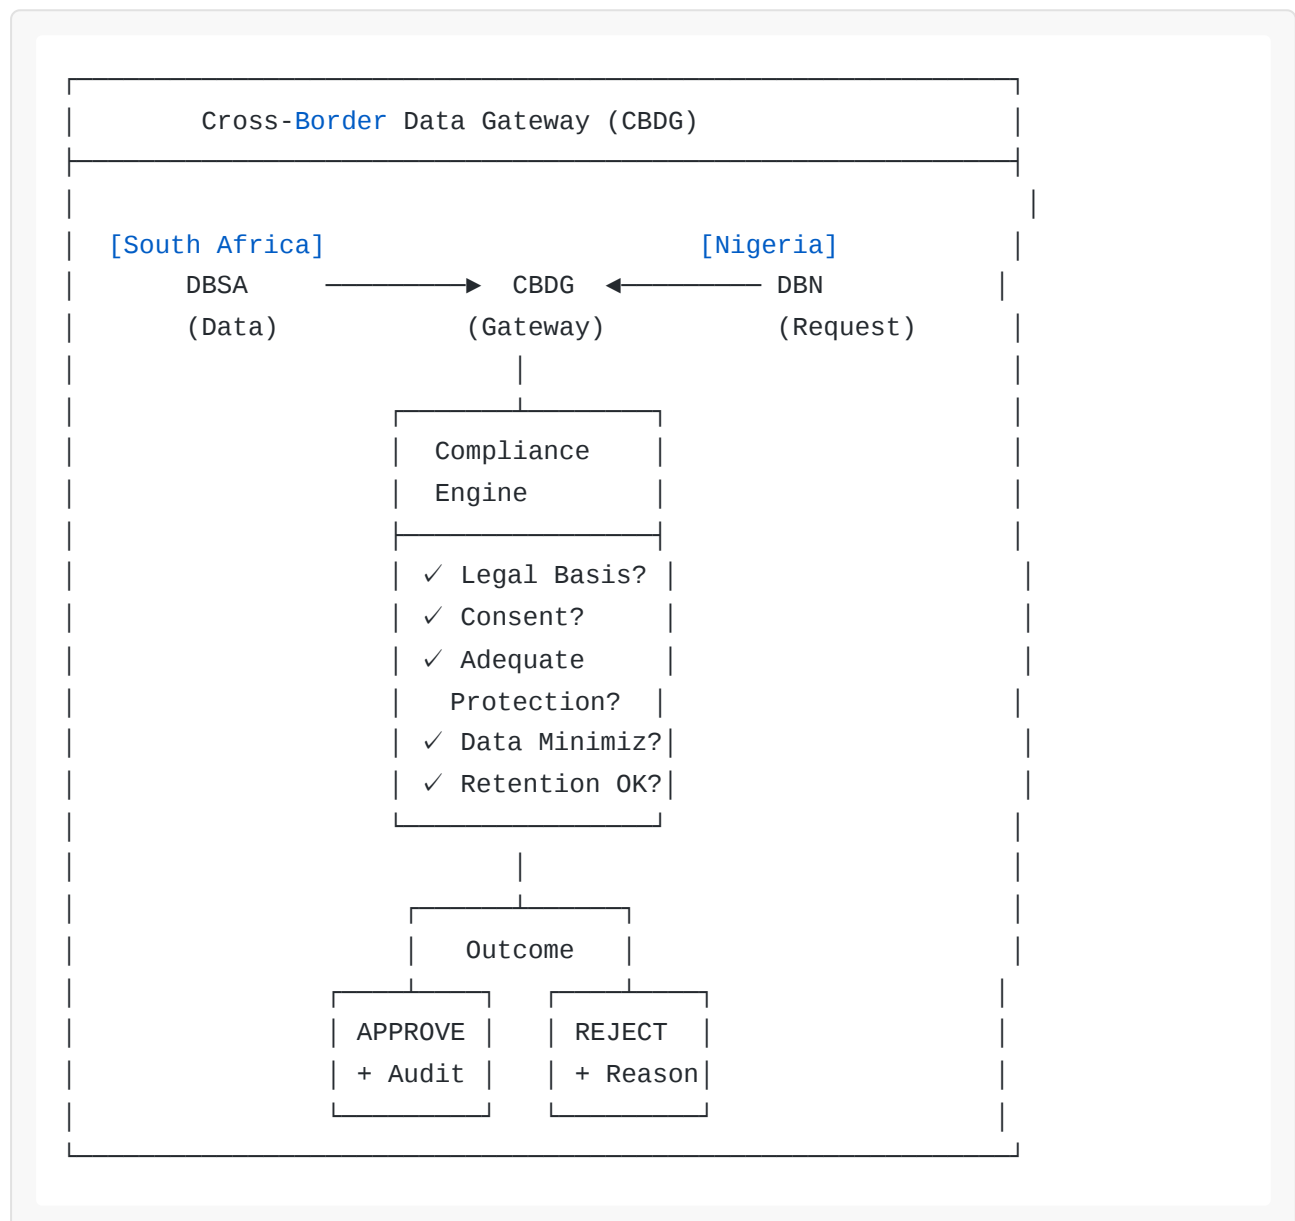 Cross-Border Data Gateway (CBDG)
[South Africa] [Nigeria]
DBSA ─────────► CBDG ◄───────── DBN
(Data) (Gateway) (Request)
Compliance
Engine
✓ Legal Basis?
✓ Consent?
✓ Adequate
Protection?
✓ Data Minimiz?
✓ Retention OK?
Outcome
APPROVE REJECT
+ Audit + Reason